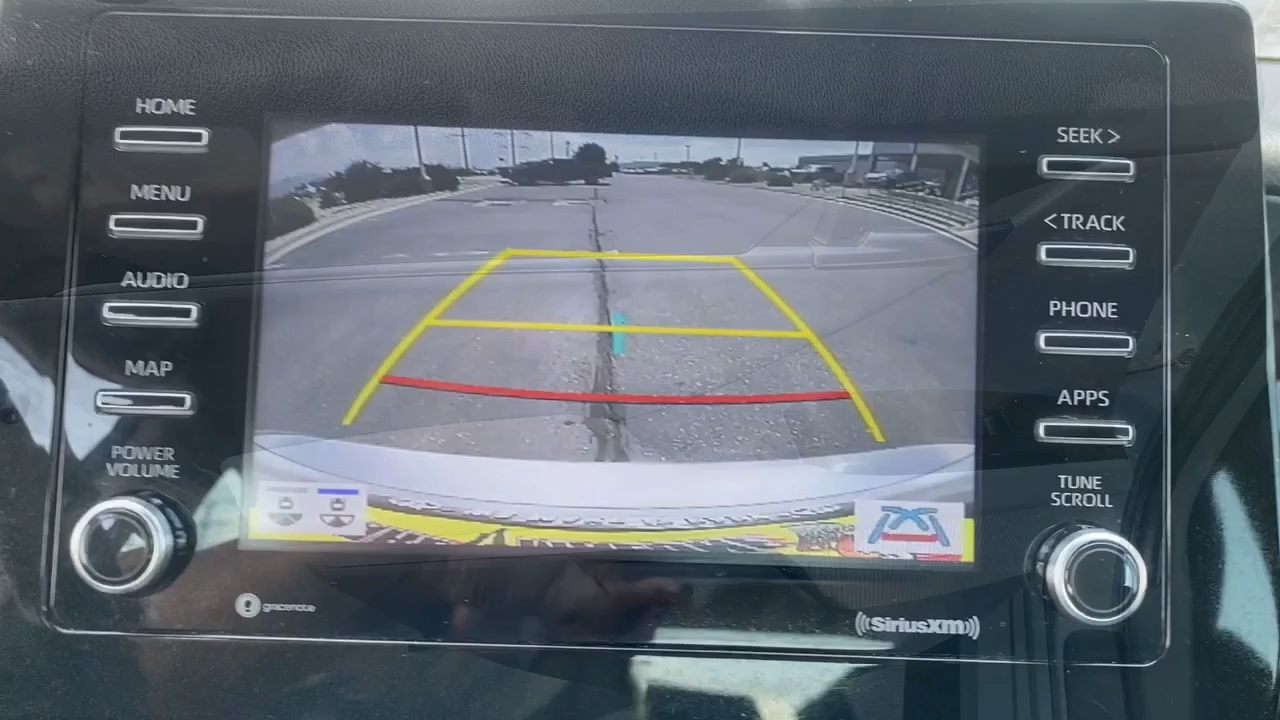 HOME
MENU
AUDIO
MAP
POWER
VOLUME
SEEK >
< TRACK
PHONE
APPS
TUNE
SCROLL
gracenote
((SiriusXM))